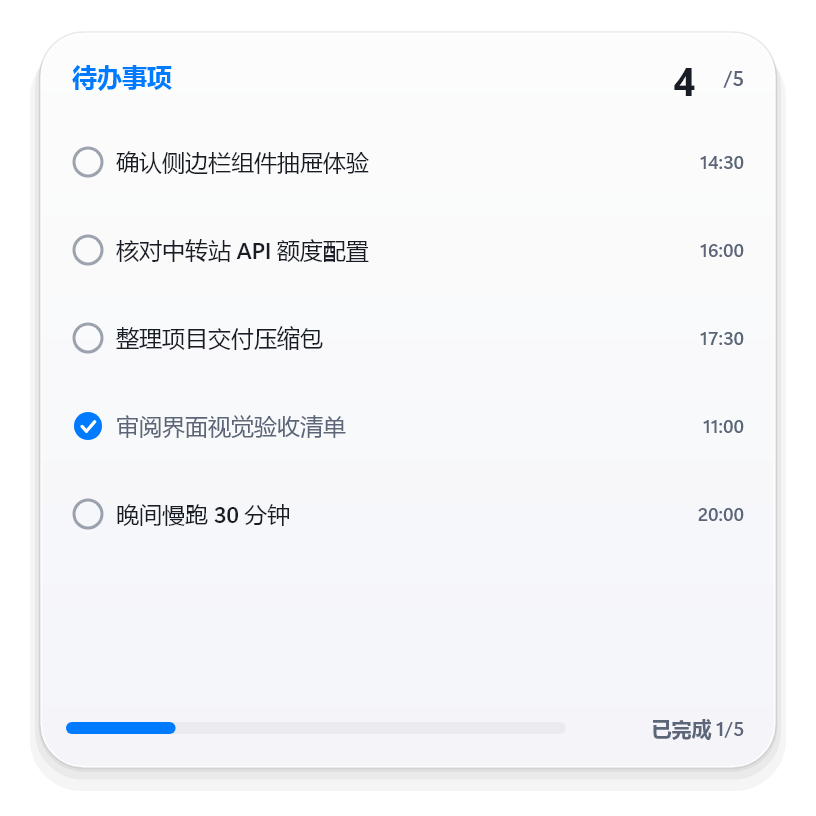 待办事项 4 /5
确认侧边栏组件抽屉体验 14:30
核对中转站 API 额度配置 16:00
整理项目交付压缩包 17:30
审阅界面视觉验收清单 11:00
晚间慢跑 30 分钟 20:00
已完成 1/5